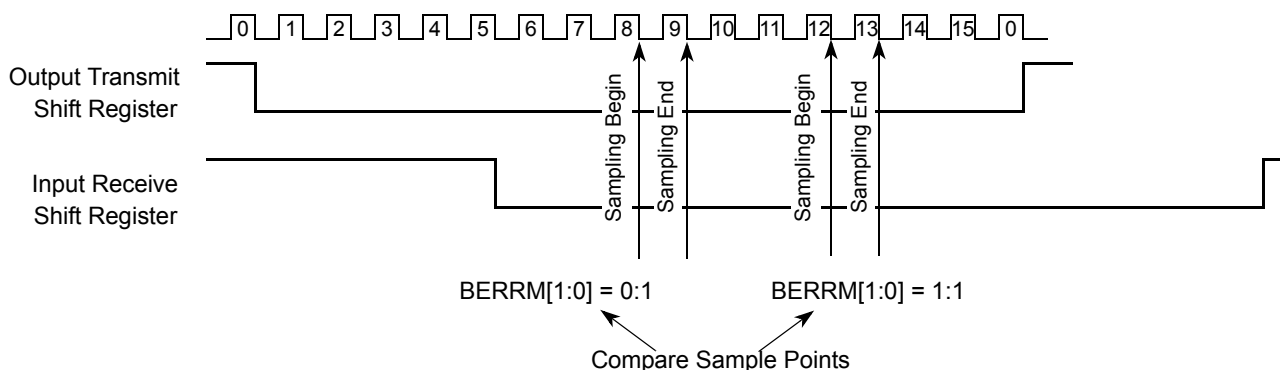 0 1 2 3 4 5 6 7 8 9 10 11 12 13 14 15 0
Output Transmit
Shift Register
Input Receive
Shift Register
Sampling Begin
Sampling End
Sampling Begin
Sampling End
BERRM[1:0] = 0:1
BERRM[1:0] = 1:1
Compare Sample Points